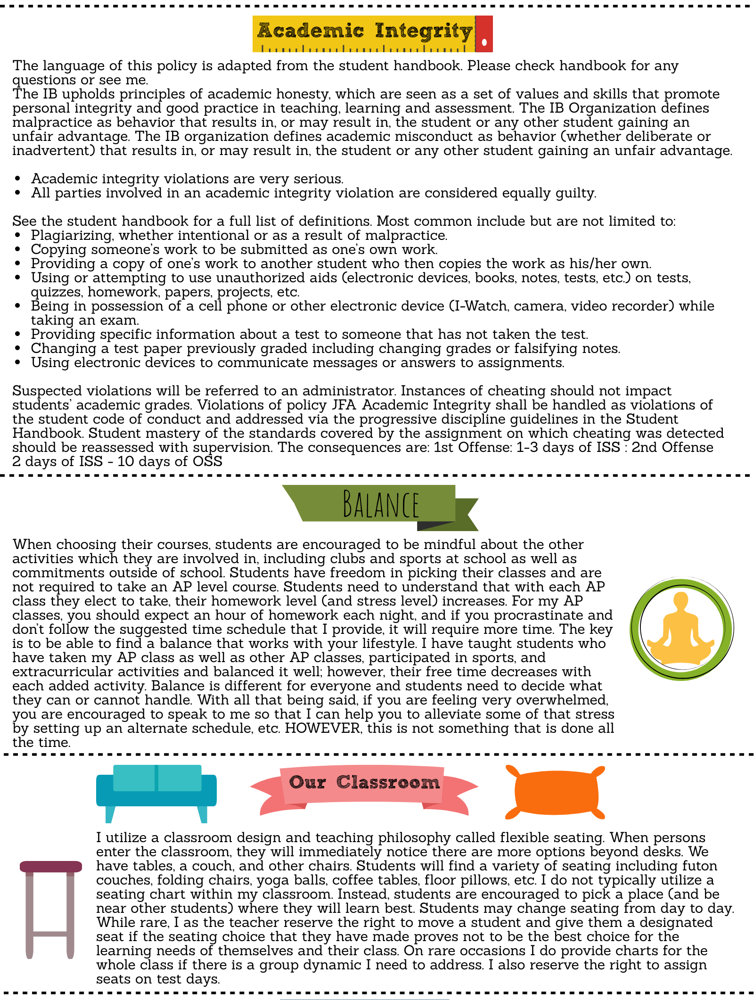 Academic Integrity
The language of this policy is adapted from the student handbook. Please check handbook for any
questions or see me.
The IB upholds principles of academic honesty, which are seen as a set of values and skills that promote
personal integrity and good practice in teaching, learning and assessment. The IB Organization defines
malpractice as behavior that results in, or may result in, the student or any other student gaining an
unfair advantage. The IB organization defines academic misconduct as behavior (whether deliberate or
inadvertent) that results in, or may result in, the student or any other student gaining an unfair advantage.
• Academic integrity violations are very serious.
• All parties involved in an academic integrity violation are considered equally guilty.
See the student handbook for a full list of definitions. Most common include but are not limited to:
• Plagiarizing, whether intentional or as a result of malpractice.
• Copying someone's work to be submitted as one's own work.
• Providing a copy of one's work to another student who then copies the work as his/her own.
• Using or attempting to use unauthorized aids (electronic devices, books, notes, tests, etc.) on tests,
quizzes, homework, papers, projects, etc.
• Being in possession of a cell phone or other electronic device (I-Watch, camera, video recorder) while
taking an exam.
• Providing specific information about a test to someone that has not taken the test.
• Changing a test paper previously graded including changing grades or falsifying notes.
• Using electronic devices to communicate messages or answers to assignments.
Suspected violations will be referred to an administrator. Instances of cheating should not impact
students' academic grades. Violations of policy JFA Academic Integrity shall be handled as violations of
the student code of conduct and addressed via the progressive discipline guidelines in the Student
Handbook. Student mastery of the standards covered by the assignment on which cheating was detected
should be reassessed with supervision. The consequences are: 1st Offense: 1-3 days of ISS : 2nd Offense
2 days of ISS - 10 days of OSS
BALANCE
When choosing their courses, students are encouraged to be mindful about the other
activities which they are involved in, including clubs and sports at school as well as
commitments outside of school. Students have freedom in picking their classes and are
not required to take an AP level course. Students need to understand that with each AP
class they elect to take, their homework level (and stress level) increases. For my AP
classes, you should expect an hour of homework each night, and if you procrastinate and
don't follow the suggested time schedule that I provide, it will require more time. The key
is to be able to find a balance that works with your lifestyle. I have taught students who
have taken my AP class as well as other AP classes, participated in sports, and
extracurricular activities and balanced it well; however, their free time decreases with
each added activity. Balance is different for everyone and students need to decide what
they can or cannot handle. With all that being said, if you are feeling very overwhelmed,
you are encouraged to speak to me so that I can help you to alleviate some of that stress
by setting up an alternate schedule, etc. HOWEVER, this is not something that is done all
the time.
Our Classroom
I utilize a classroom design and teaching philosophy called flexible seating. When persons
enter the classroom, they will immediately notice there are more options beyond desks. We
have tables, a couch, and other chairs. Students will find a variety of seating including futon
couches, folding chairs, yoga balls, coffee tables, floor pillows, etc. I do not typically utilize a
seating chart within my classroom. Instead, students are encouraged to pick a place (and be
near other students) where they will learn best. Students may change seating from day to day.
While rare, I as the teacher reserve the right to move a student and give them a designated
seat if the seating choice that they have made proves not to be the best choice for the
learning needs of themselves and their class. On rare occasions I do provide charts for the
whole class if there is a group dynamic I need to address. I also reserve the right to assign
seats on test days.